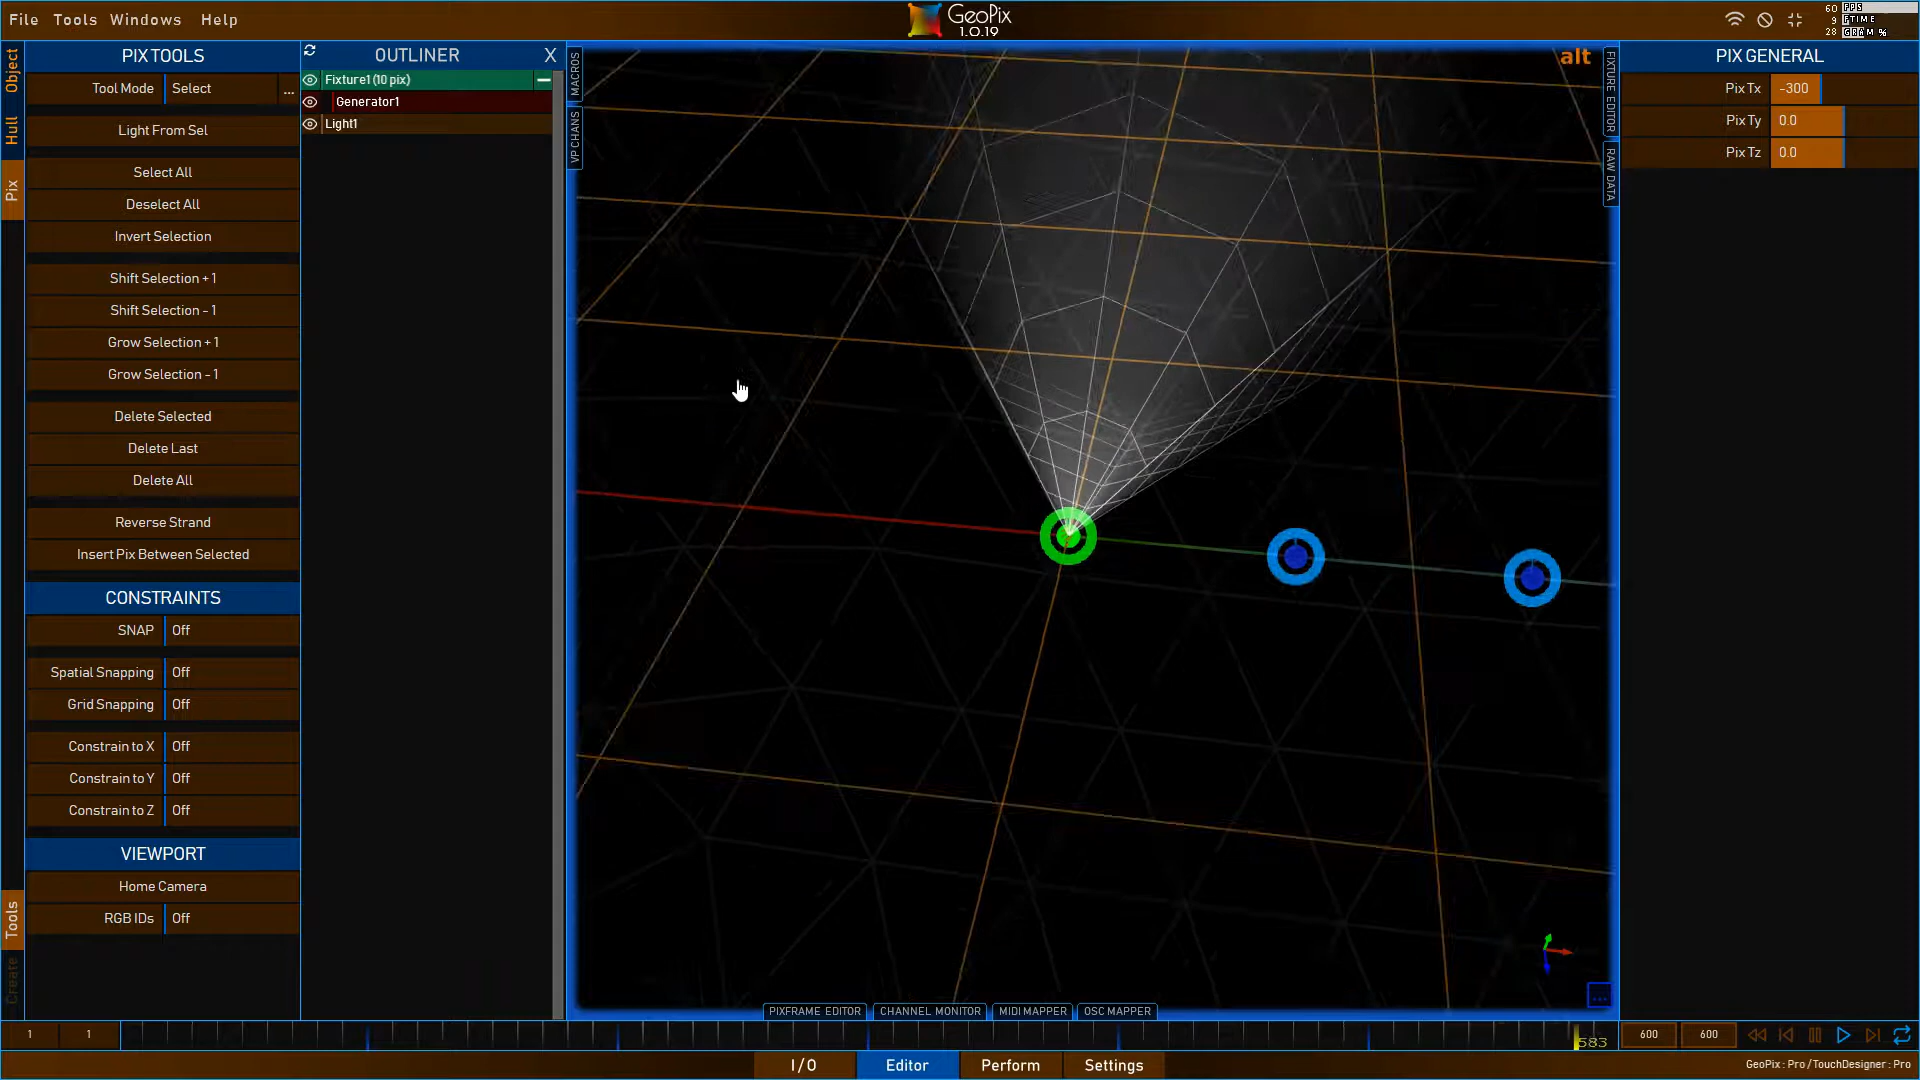 File Tools Windows Help
GeoPix
1.0.19
60 FPS
9 FTIME
28 GRAM %
Object
Hull
Pix
Tools
Create
PIX TOOLS
Tool Mode Select ...
Light From Sel
Select All
Deselect All
Invert Selection
Shift Selection + 1
Shift Selection - 1
Grow Selection + 1
Grow Selection - 1
Delete Selected
Delete Last
Delete All
Reverse Strand
Insert Pix Between Selected
CONSTRAINTS
SNAP Off
Spatial Snapping Off
Grid Snapping Off
Constrain to X Off
Constrain to Y Off
Constrain to Z Off
VIEWPORT
Home Camera
RGB IDs Off
OUTLINER X
Fixture1 (10 pix)
Generator1
Light1
MACROS
VP CHANS
alt
FIXTURE EDITOR
RAW DATA
...
PIXFRAME EDITOR CHANNEL MONITOR MIDI MAPPER OSC MAPPER
PIX GENERAL
Pix Tx -300
Pix Ty 0.0
Pix Tz 0.0
1 1 583 600 600
I / O Editor Perform Settings
GeoPix : Pro / TouchDesigner : Pro